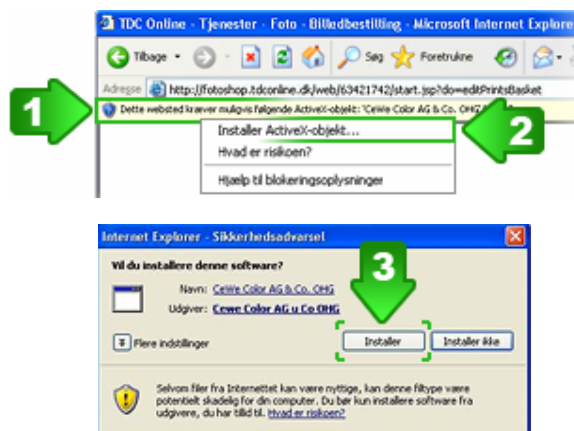 TDC Online - Tjenester - Foto - Billedbestilling - Microsoft Internet Explore
Tilbage Søg Foretrukne
Adresse http://fotoshop.tdconline.dk/web/63421742/start.jsp?do=editPrintsBasket
1
Dette websted kræver muligvis følgende ActiveX-objekt: 'CeWe Color AG & Co. OHG
Installer ActiveX-objekt...
2
Hvad er risikoen?
Hjælp til blokeringsoplysninger
Internet Explorer - Sikkerhedsadvarsel
Vil du installere denne software?
3
Navn: CeWe Color AG & Co. OHG
Udgiver: Cewe Color AG u Co OHG
Flere indstillinger Installer Installer ikke
Selvom filer fra Internettet kan være nyttige, kan denne filtype være
potentielt skadelig for din computer. Du bør kun installere software fra
udgivere, du har tillid til. Hvad er risikoen?